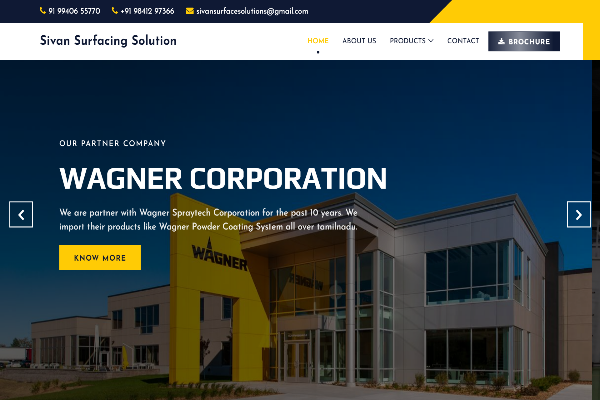 91 99406 55770 +91 98412 97366 sivansurfacesolutions@gmail.com
Sivan Surfacing Solution HOME ABOUT US PRODUCTS CONTACT BROCHURE
OUR PARTNER COMPANY
WAGNER CORPORATION
We are partner with Wagner Spraytech Corporation for the past 10 years. We
import their products like Wagner Powder Coating System all over tamilnadu.
KNOW MORE
WAGNER